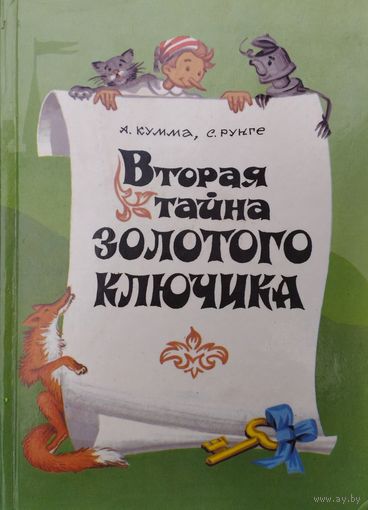 А. КУММА, С. РУНГЕ
Вторая
тайна
золотого
ключика
www.ay.by